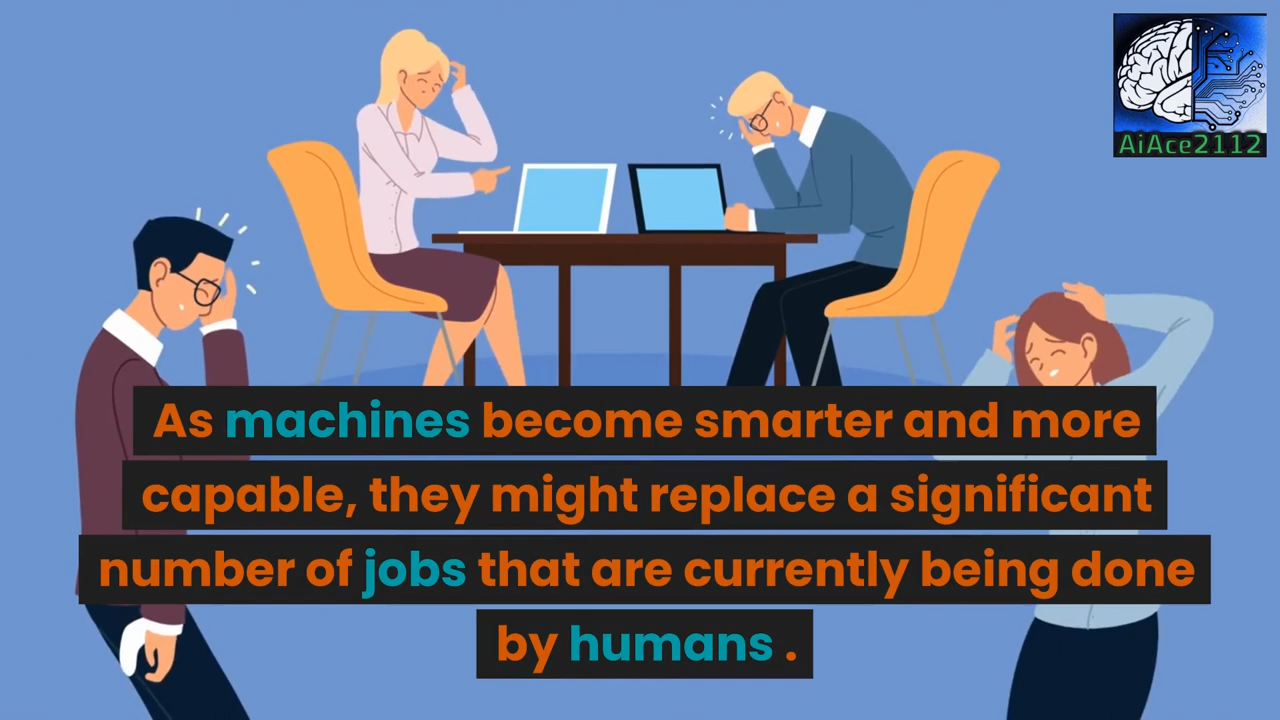 AiAce2112
As machines become smarter and more
capable, they might replace a significant
number of jobs that are currently being done
by humans .